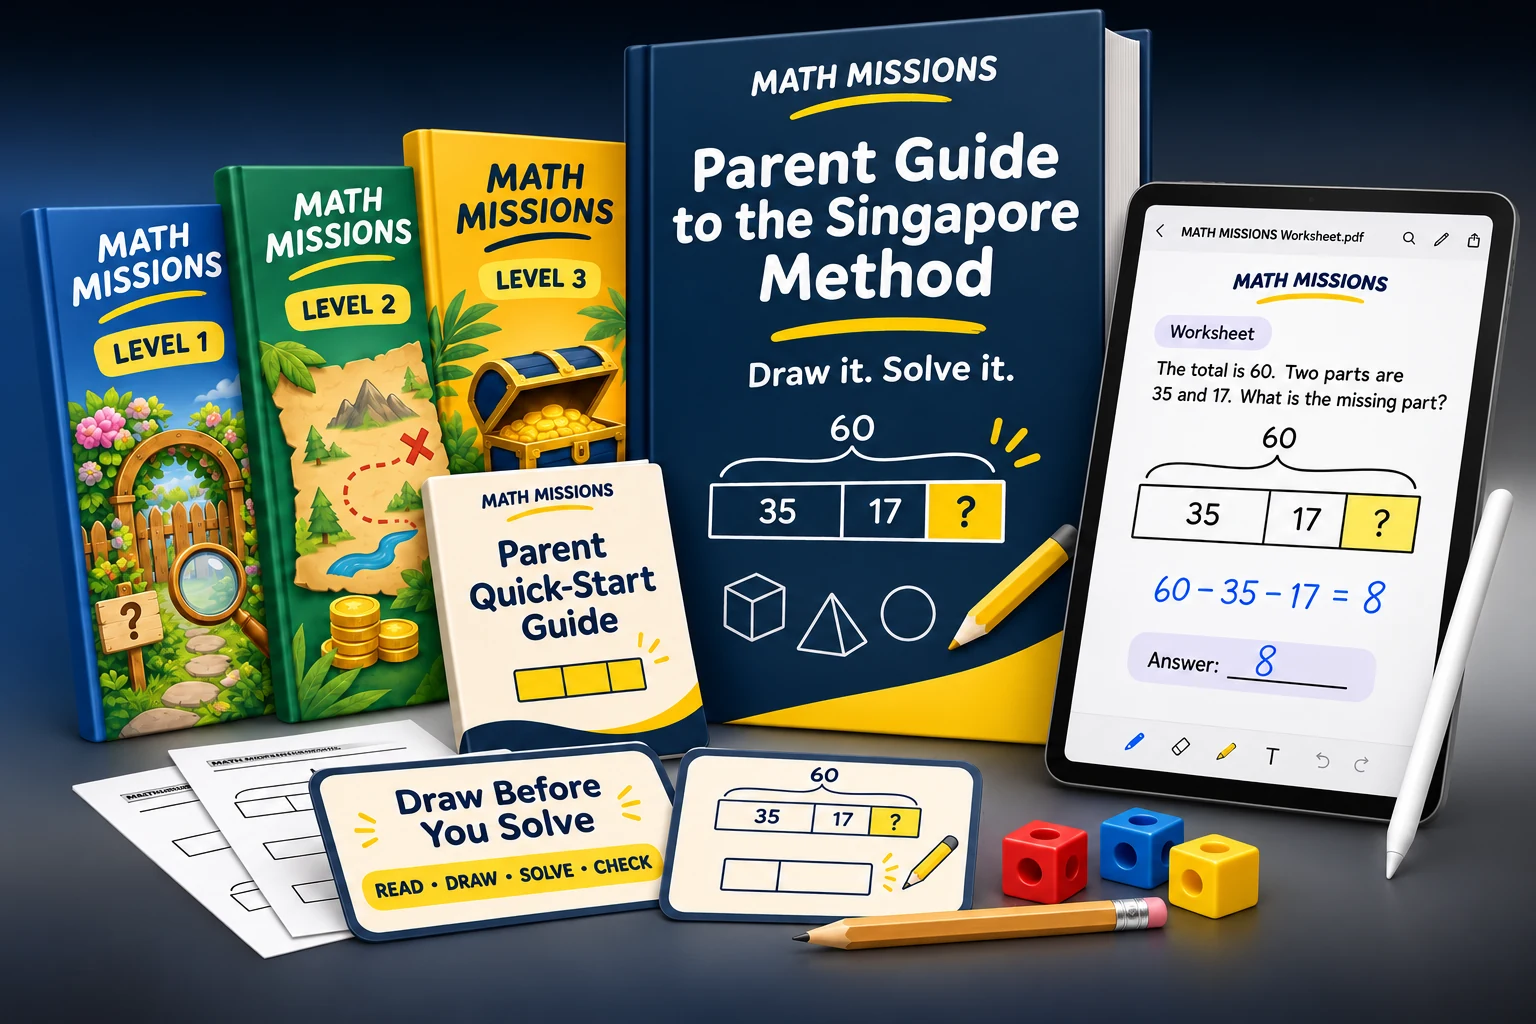 MATH
MISSIONS
LEVEL 1
?
MATH
MISSIONS
LEVEL 2
MATH
MISSIONS
LEVEL 3
MATH MISSIONS
Parent Guide
to the Singapore
Method
Draw it. Solve it.
60
35 17 ?
MATH MISSIONS
Parent
Quick-Start
Guide
MATH MISSIONS Worksheet.pdf
MATH MISSIONS
Worksheet
The total is 60. Two parts are
35 and 17. What is the missing part?
60
35 17 ?
60 – 35 – 17 = 8
Answer: 8
T
Draw Before
You Solve
READ • DRAW • SOLVE • CHECK
60
35 17 ?